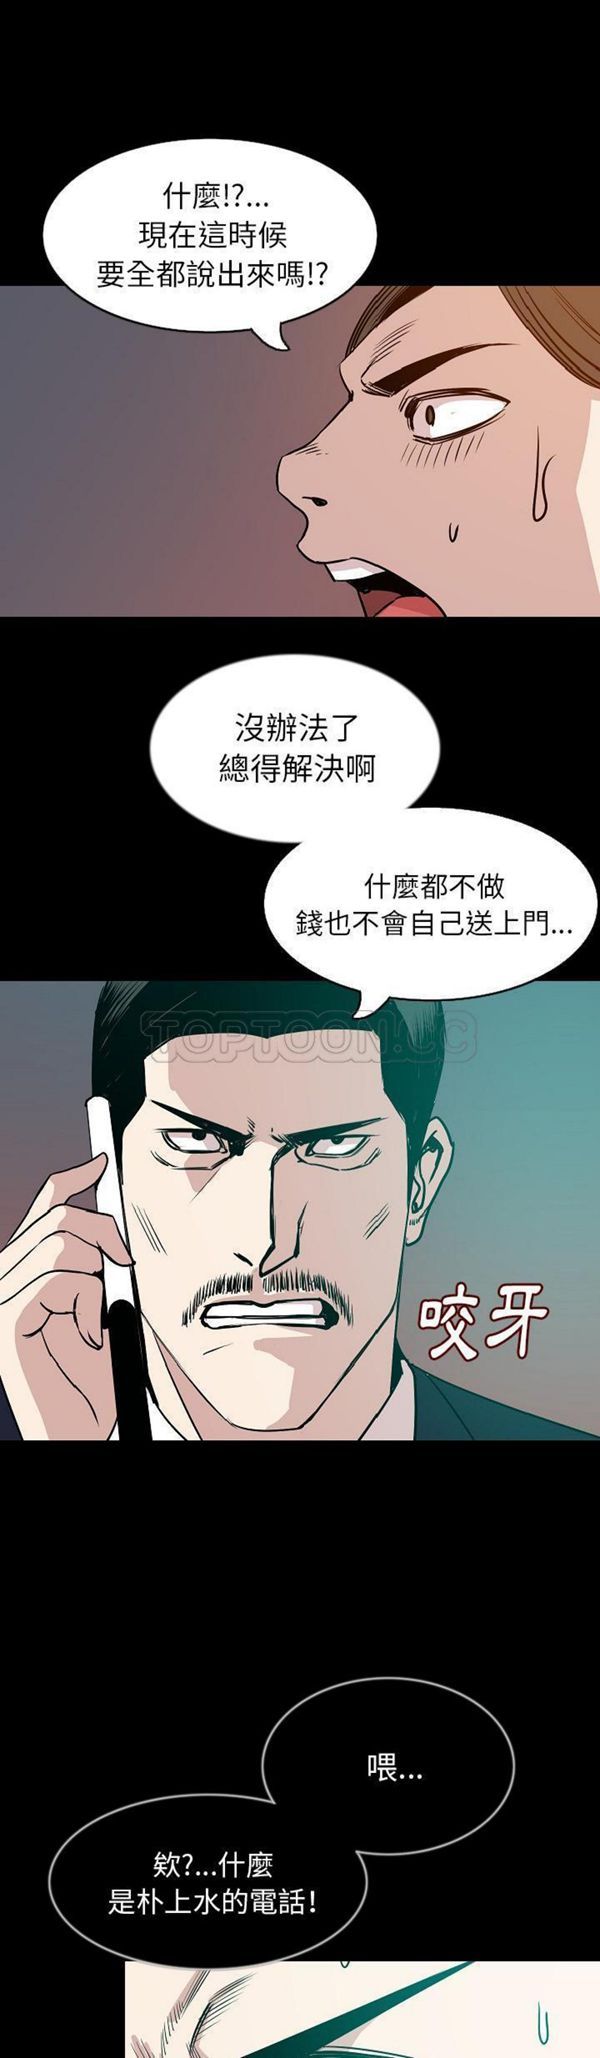 什麼!?...
現在這時候
要全都說出來嗎!?
沒辦法了
總得解決啊
什麼都不做
錢也不會自己送上門...
TOPTOON.CC
咬牙
喂...
欸?...什麼
是朴上水的電話!